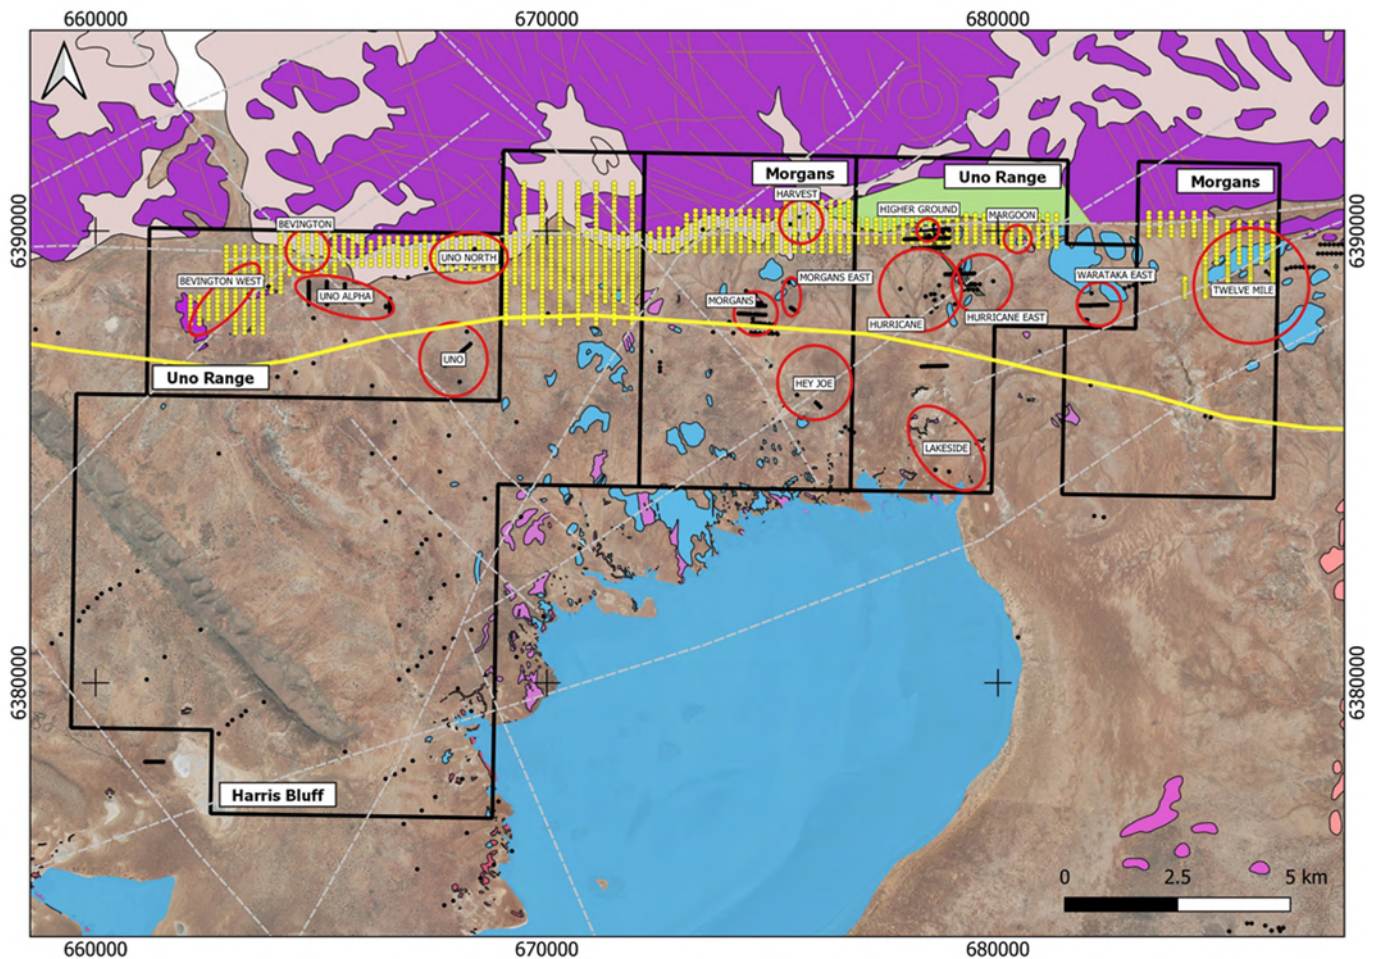 660000
670000
680000
Morgans
Uno Range
Morgans
HARVEST
6390000
6390000
BEVINGTON
HIGHER GROUND
MARGOON
UNO NORTH
BEVINGTON WEST
UNO ALPHA
MORGANS EAST
WARATAKA EAST
TWELVE MILE
MORGANS
HURRICANE
HURRICANE EAST
UNO
Uno Range
HEY JOE
LAKESIDE
6380000
6380000
Harris Bluff
0
2.5
5 km
660000
670000
680000